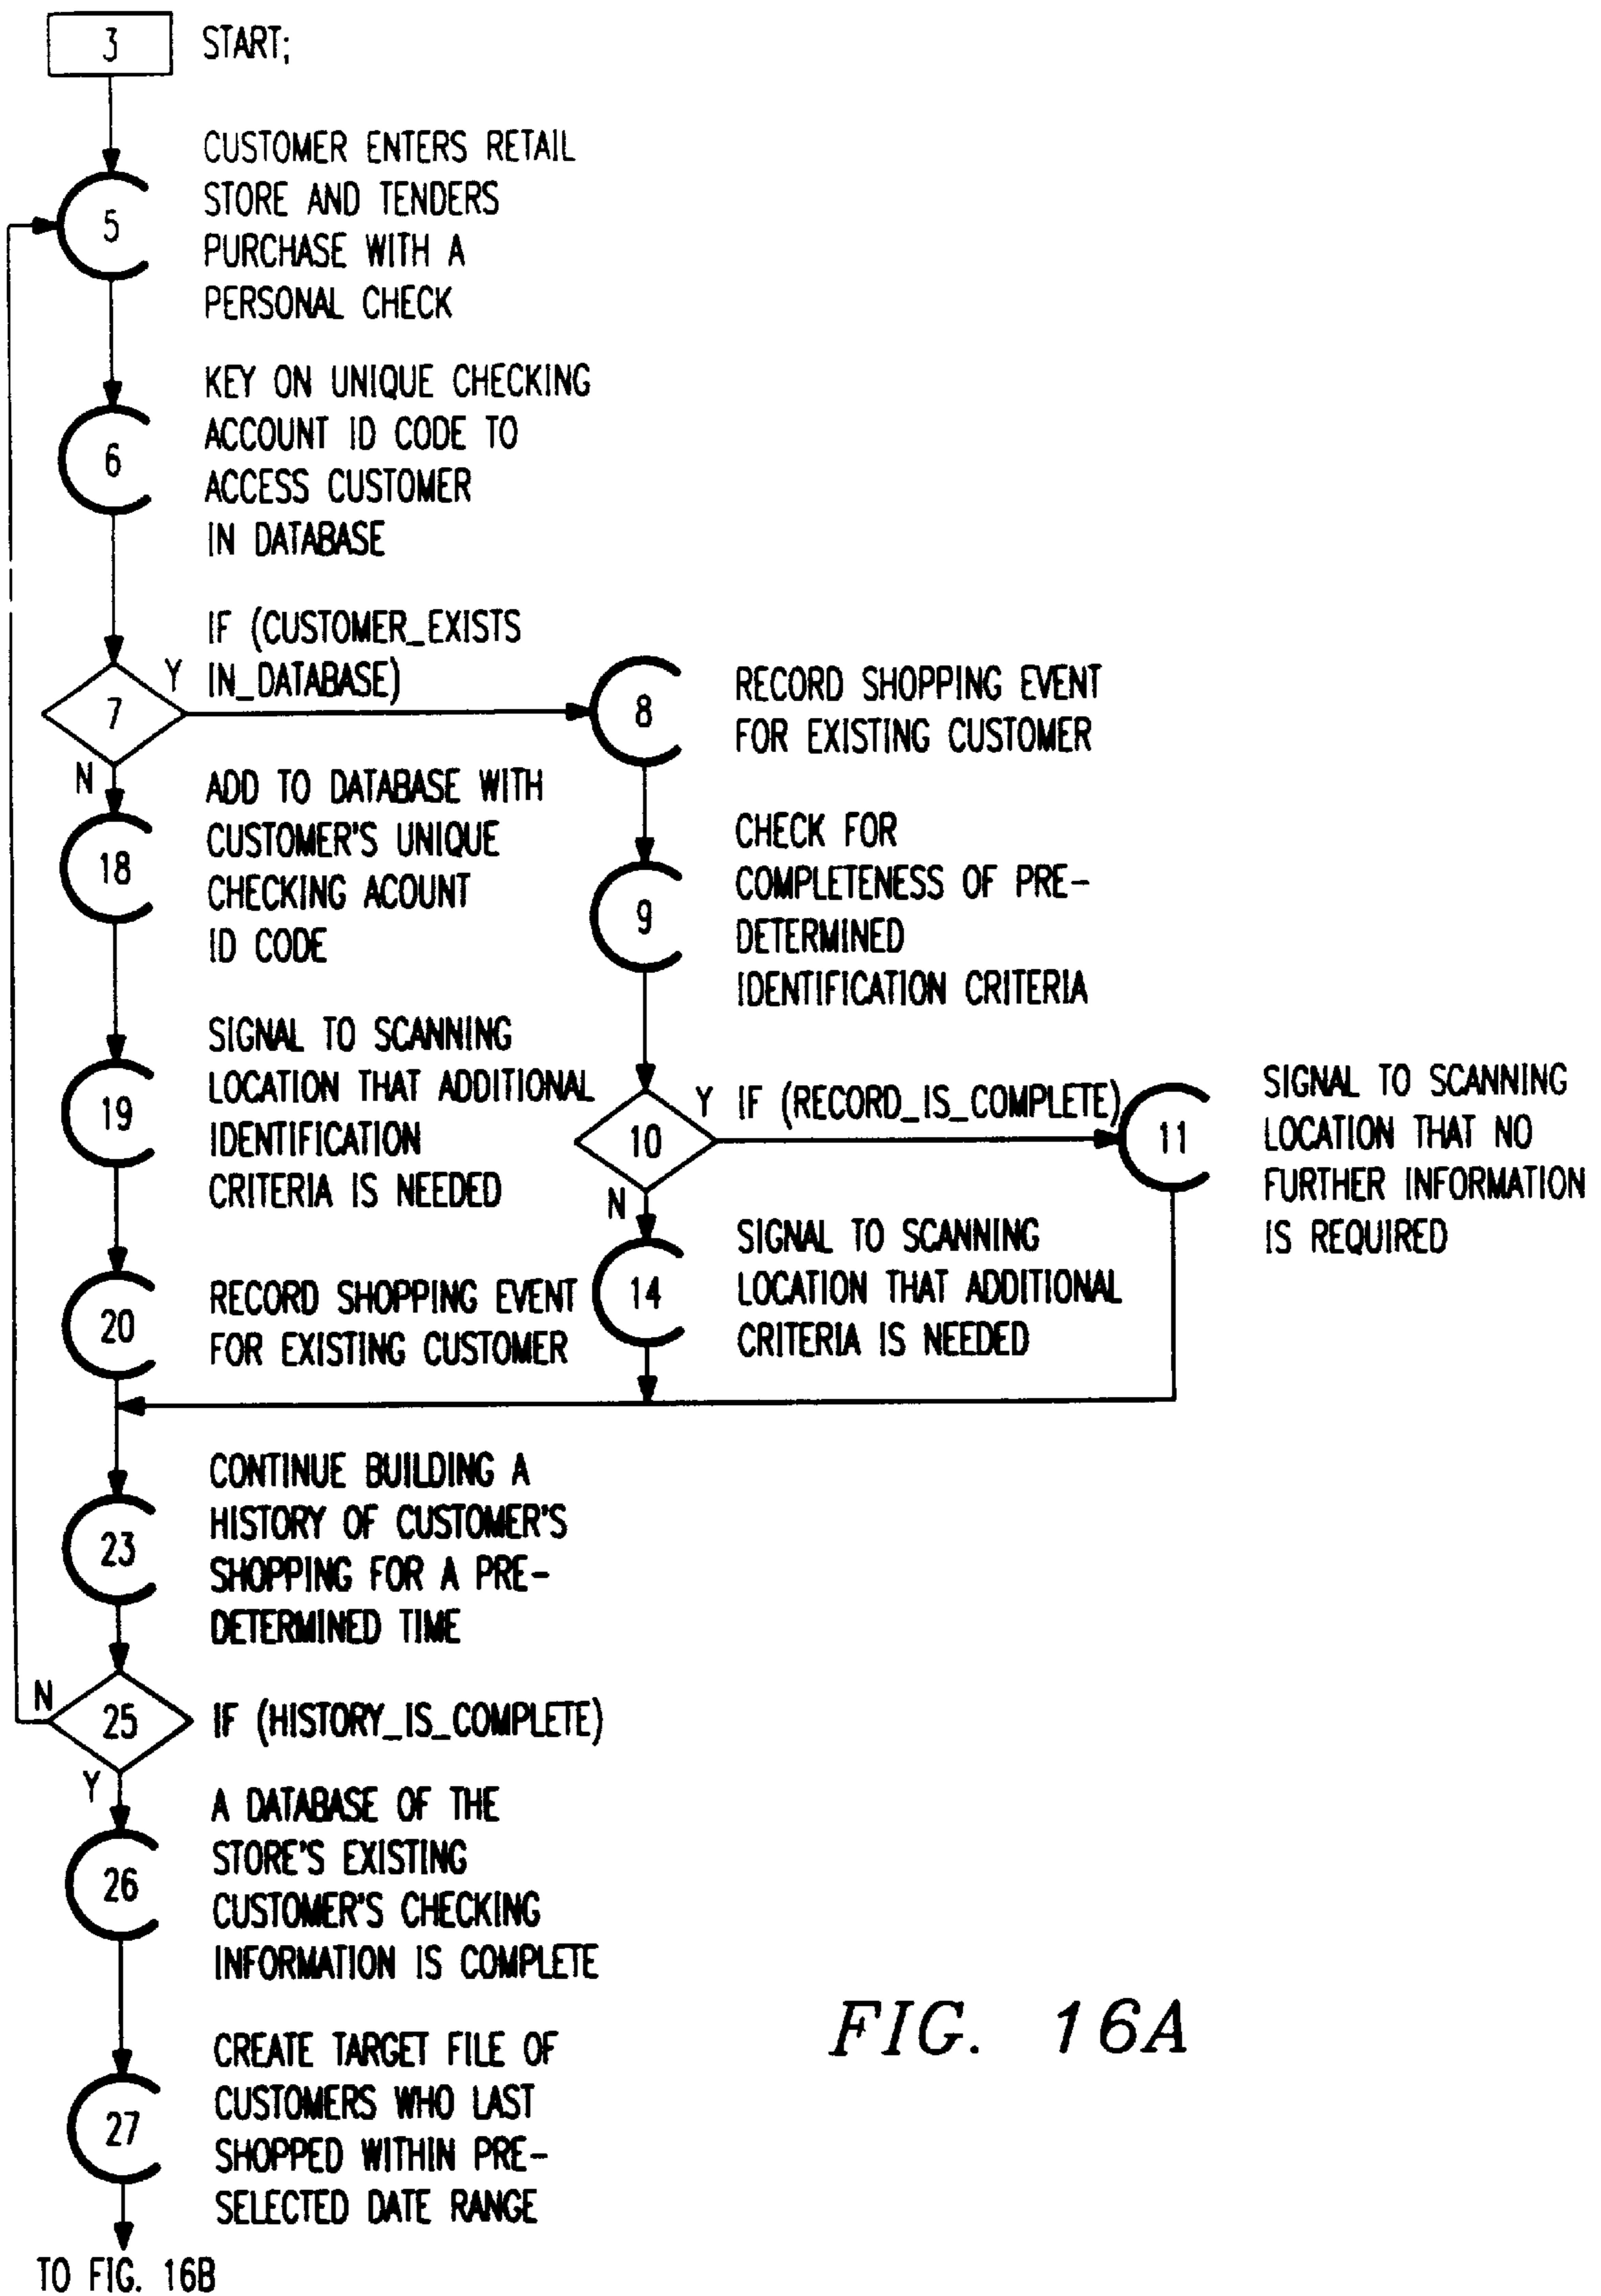 3 START;
CUSTOMER ENTERS RETAIL
STORE AND TENDERS
PURCHASE WITH A
PERSONAL CHECK
5
KEY ON UNIQUE CHECKING
ACCOUNT ID CODE TO
ACCESS CUSTOMER
IN DATABASE
6
IF (CUSTOMER_EXISTS
IN_DATABASE)
Y
7
N
8
RECORD SHOPPING EVENT
FOR EXISTING CUSTOMER
ADD TO DATABASE WITH
CUSTOMER'S UNIQUE
CHECKING ACOUNT
ID CODE
18
CHECK FOR
COMPLETENESS OF PRE-
DETERMINED
IDENTIFICATION CRITERIA
9
SIGNAL TO SCANNING
LOCATION THAT ADDITIONAL
IDENTIFICATION
CRITERIA IS NEEDED
19
Y IF (RECORD_IS_COMPLETE)
10
N
11
SIGNAL TO SCANNING
LOCATION THAT NO
FURTHER INFORMATION
IS REQUIRED
20
RECORD SHOPPING EVENT
FOR EXISTING CUSTOMER
14
SIGNAL TO SCANNING
LOCATION THAT ADDITIONAL
CRITERIA IS NEEDED
CONTINUE BUILDING A
HISTORY OF CUSTOMER'S
SHOPPING FOR A PRE-
DETERMINED TIME
23
N
25 IF (HISTORY_IS_COMPLETE)
Y
A DATABASE OF THE
STORE'S EXISTING
CUSTOMER'S CHECKING
INFORMATION IS COMPLETE
26
CREATE TARGET FILE OF
CUSTOMERS WHO LAST
SHOPPED WITHIN PRE-
SELECTED DATE RANGE
27
TO FIG. 16B
FIG. 16A